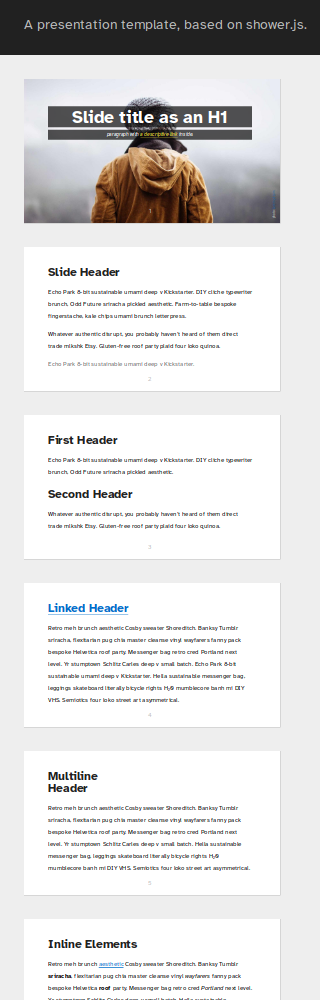 A presentation template, based on shower.js.
Slide title as an H1
paragraph with a descriptive title inside
1
Slide Header
Echo Park 8-bit sustainable umami deep v Kickstarter. DIY cliche typewriter
brunch. Odd Future sriracha pickled aesthetic. Farm-to-table bespoke
fingerstache, kale chips umami brunch letterpress.
Whatever authentic disrupt, you probably haven't heard of them direct
trade mlkshk Etsy. Gluten-free roof party plaid four loko quinoa.
Echo Park 8-bit sustainable umami deep v Kickstarter.
2
First Header
Echo Park 8-bit sustainable umami deep v Kickstarter. DIY cliche typewriter
brunch. Odd Future sriracha pickled aesthetic.
Second Header
Whatever authentic disrupt, you probably haven't heard of them direct
trade mlkshk Etsy. Gluten-free roof party plaid four loko quinoa.
3
Linked Header
Retro meh brunch aesthetic Cosby sweater Shoreditch. Banksy Tumblr
sriracha, flexitarian pug chia master cleanse vinyl wayfarers fanny pack
bespoke Helvetica roof party. Messenger bag retro cred Portland next
level. Yr stumptown Schlitz Carles deep v small batch. Echo Park 8-bit
sustainable umami deep v Kickstarter. Hella sustainable messenger bag,
leggings skateboard literally bicycle rights H₂0 mumblecore banh mi DIY
VHS. Semiotics four loko street art asymmetrical.
4
Multiline
Header
Retro meh brunch aesthetic Cosby sweater Shoreditch. Banksy Tumblr
sriracha, flexitarian pug chia master cleanse vinyl wayfarers fanny pack
bespoke Helvetica roof party. Messenger bag retro cred Portland next
level. Yr stumptown Schlitz Carles deep v small batch. Hella sustainable
messenger bag, leggings skateboard literally bicycle rights H₂0
mumblecore banh mi DIY VHS. Semiotics four loko street art asymmetrical.
5
Inline Elements
Retro meh brunch aesthetic Cosby sweater Shoreditch. Banksy Tumblr
sriracha, flexitarian pug chia master cleanse vinyl wayfarers fanny pack
bespoke Helvetica roof party. Messenger bag retro cred Portland next level.